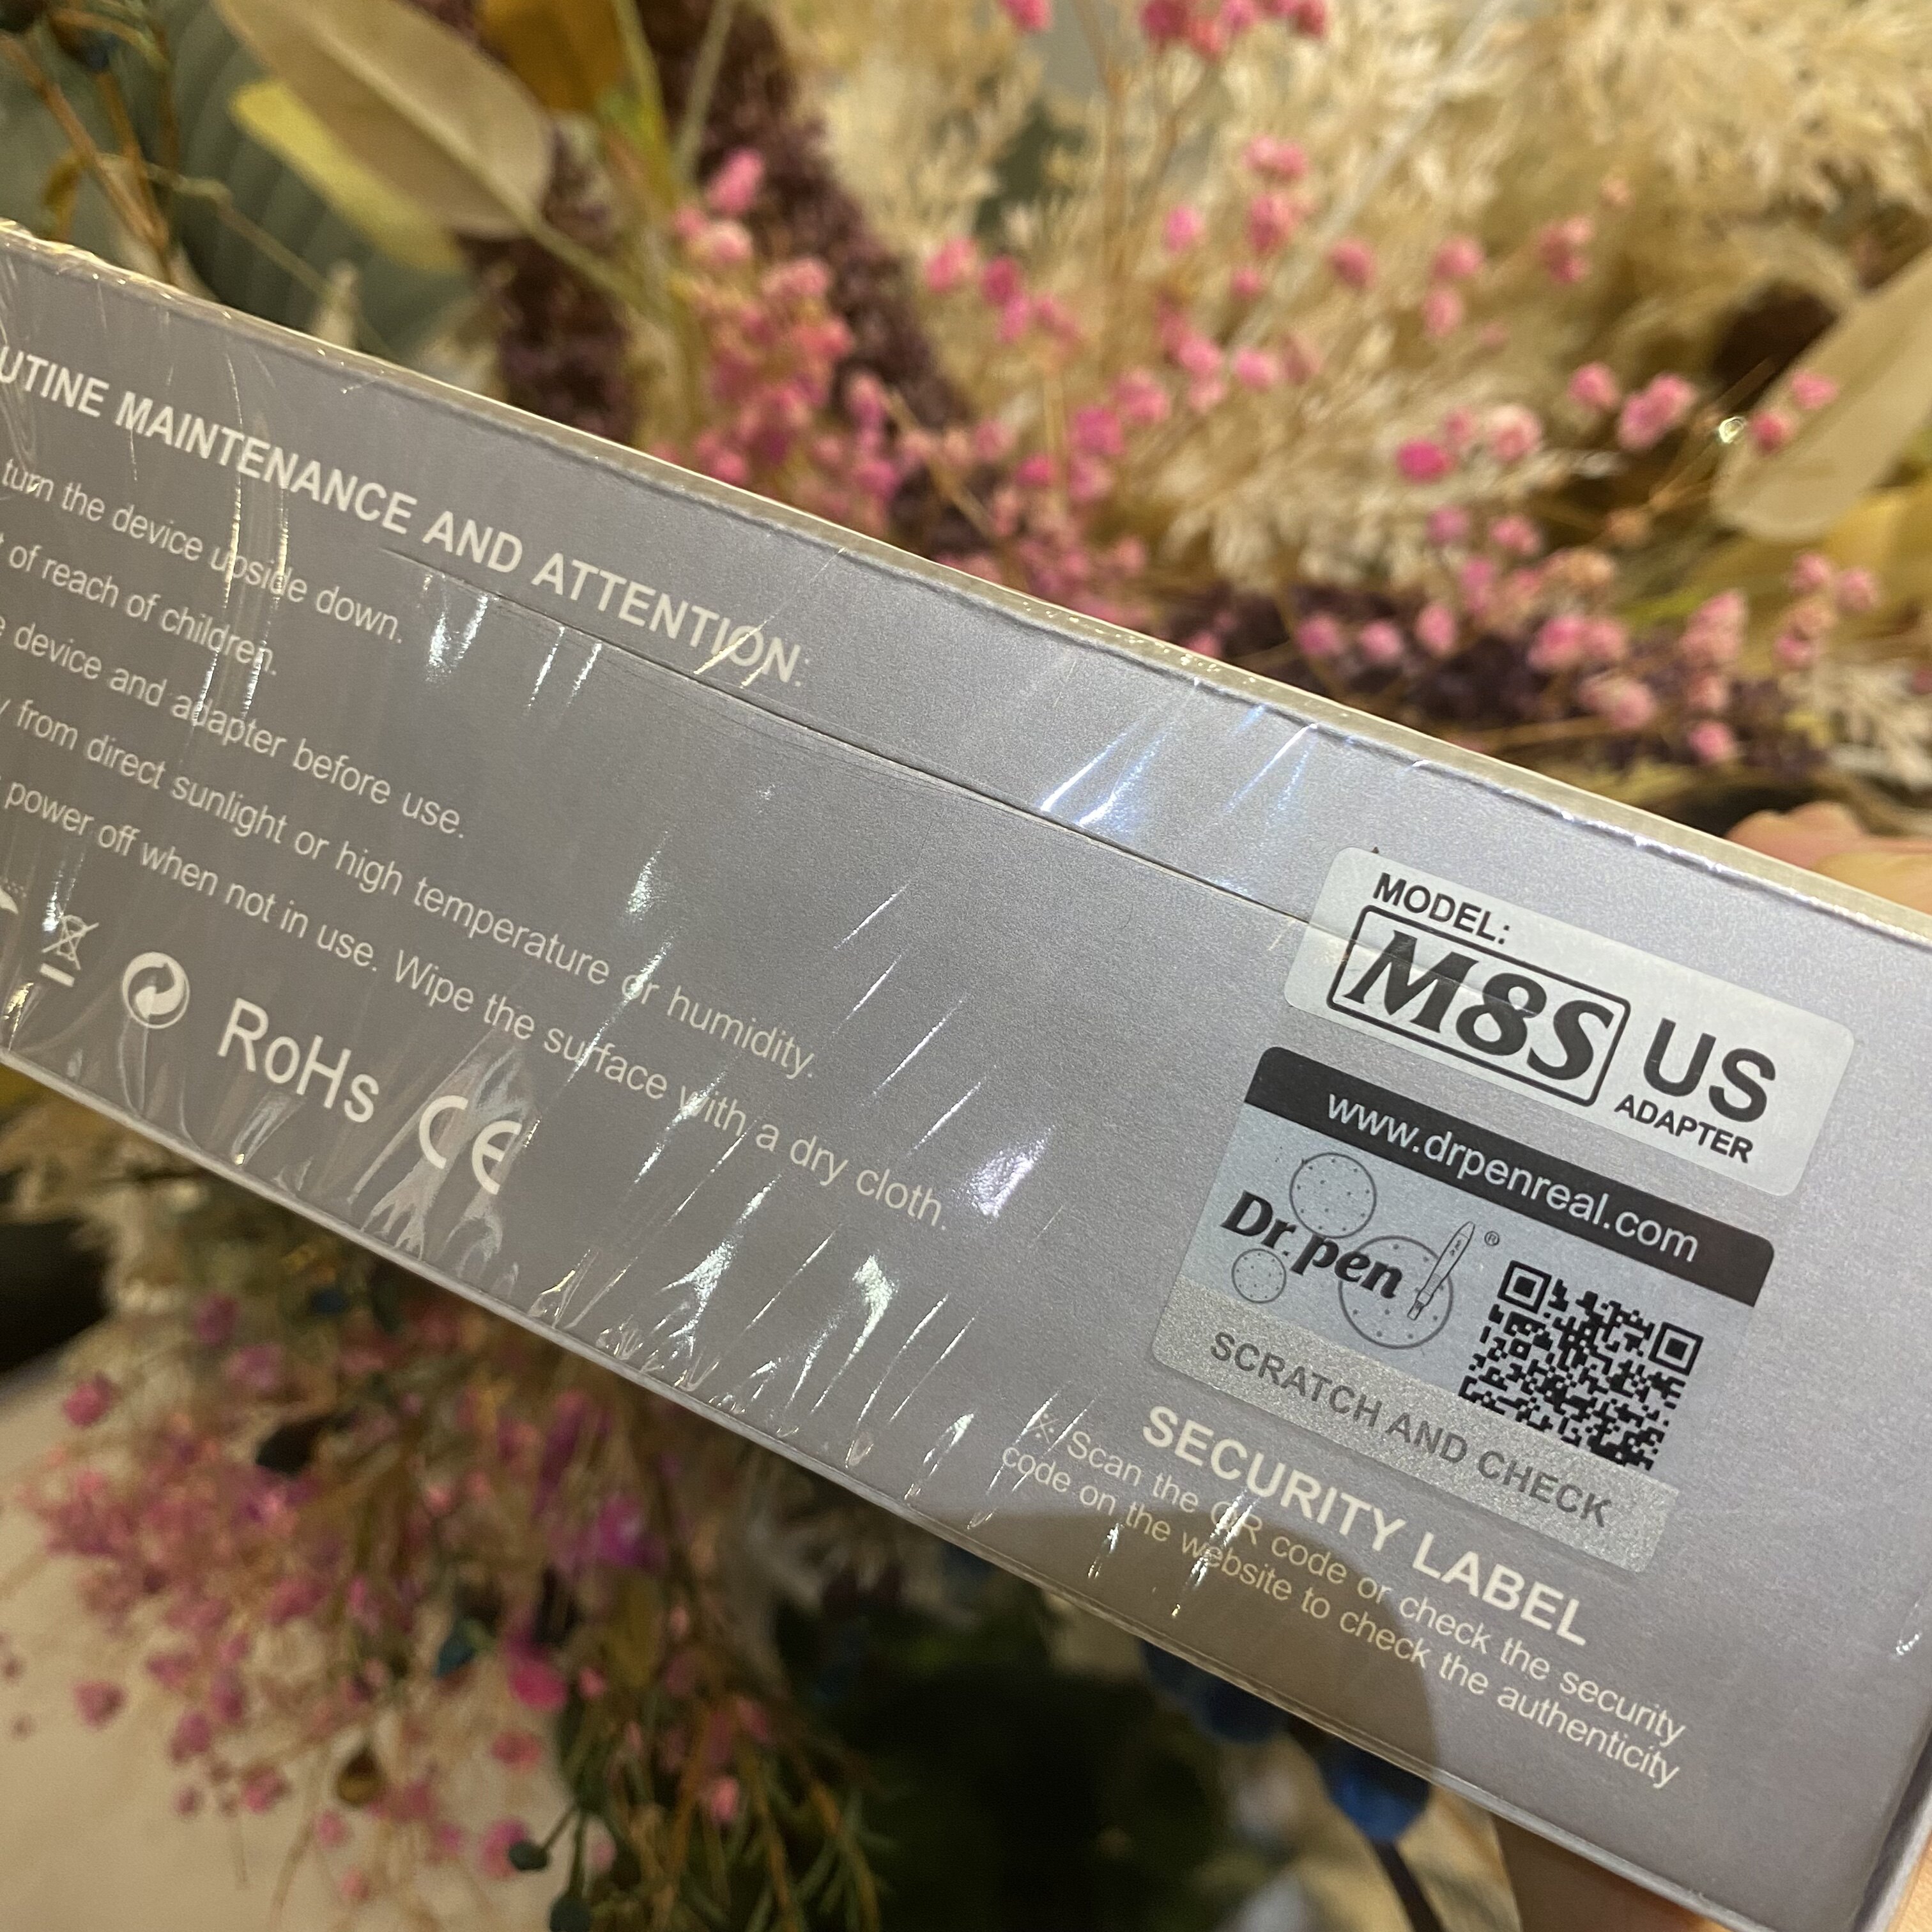 UTINE MAINTENANCE AND ATTENTION:
turn the device upside down.
of reach of children.
device and adapter before use.
from direct sunlight or high temperature or humidity.
power off when not in use. Wipe the surface with a dry cloth.
RoHs CE
MODEL:
M8S US
ADAPTER
www.drpenreal.com
Dr.pen ®
SCRATCH AND CHECK
SECURITY LABEL
※ Scan the QR code or check the security
code on the website to check the authenticity